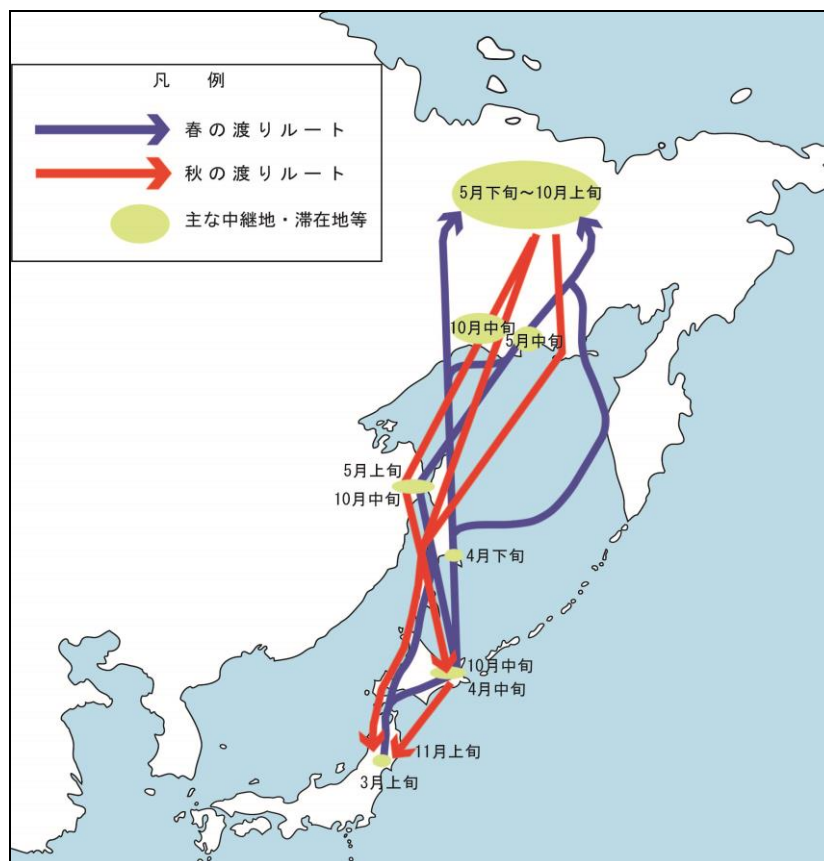 凡 例
春の渡りルート
秋の渡りルート
主な中継地・滞在地等
5月下旬～10月上旬
10月中旬
5月中旬
5月上旬
10月中旬
4月下旬
10月中旬
4月中旬
11月上旬
3月上旬